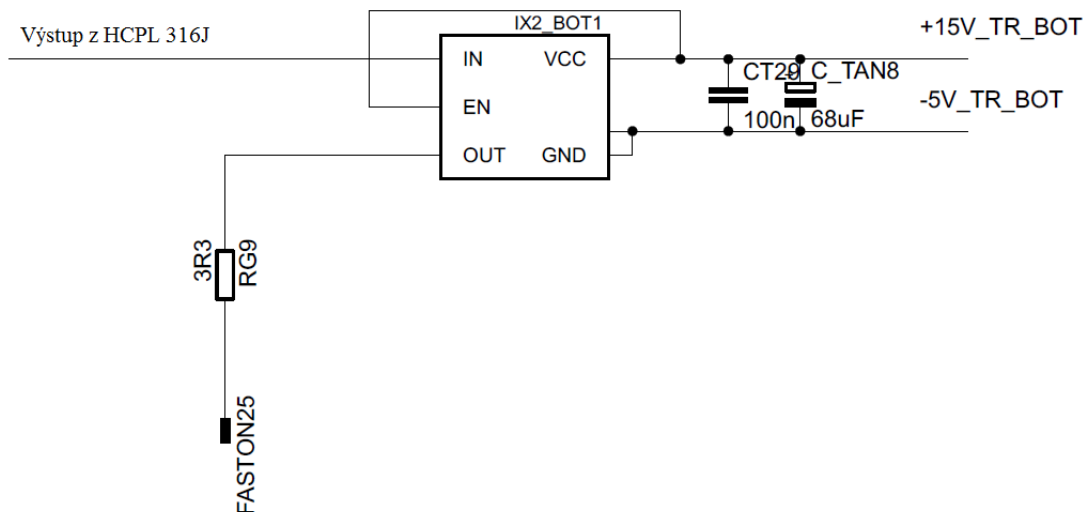 Výstup z HCPL 316J
IX2_BOT1
+15V_TR_BOT
IN
VCC
CT29
C_TAN8
EN
-5V_TR_BOT
100n
68uF
OUT
GND
3R3
RG9
FASTON25